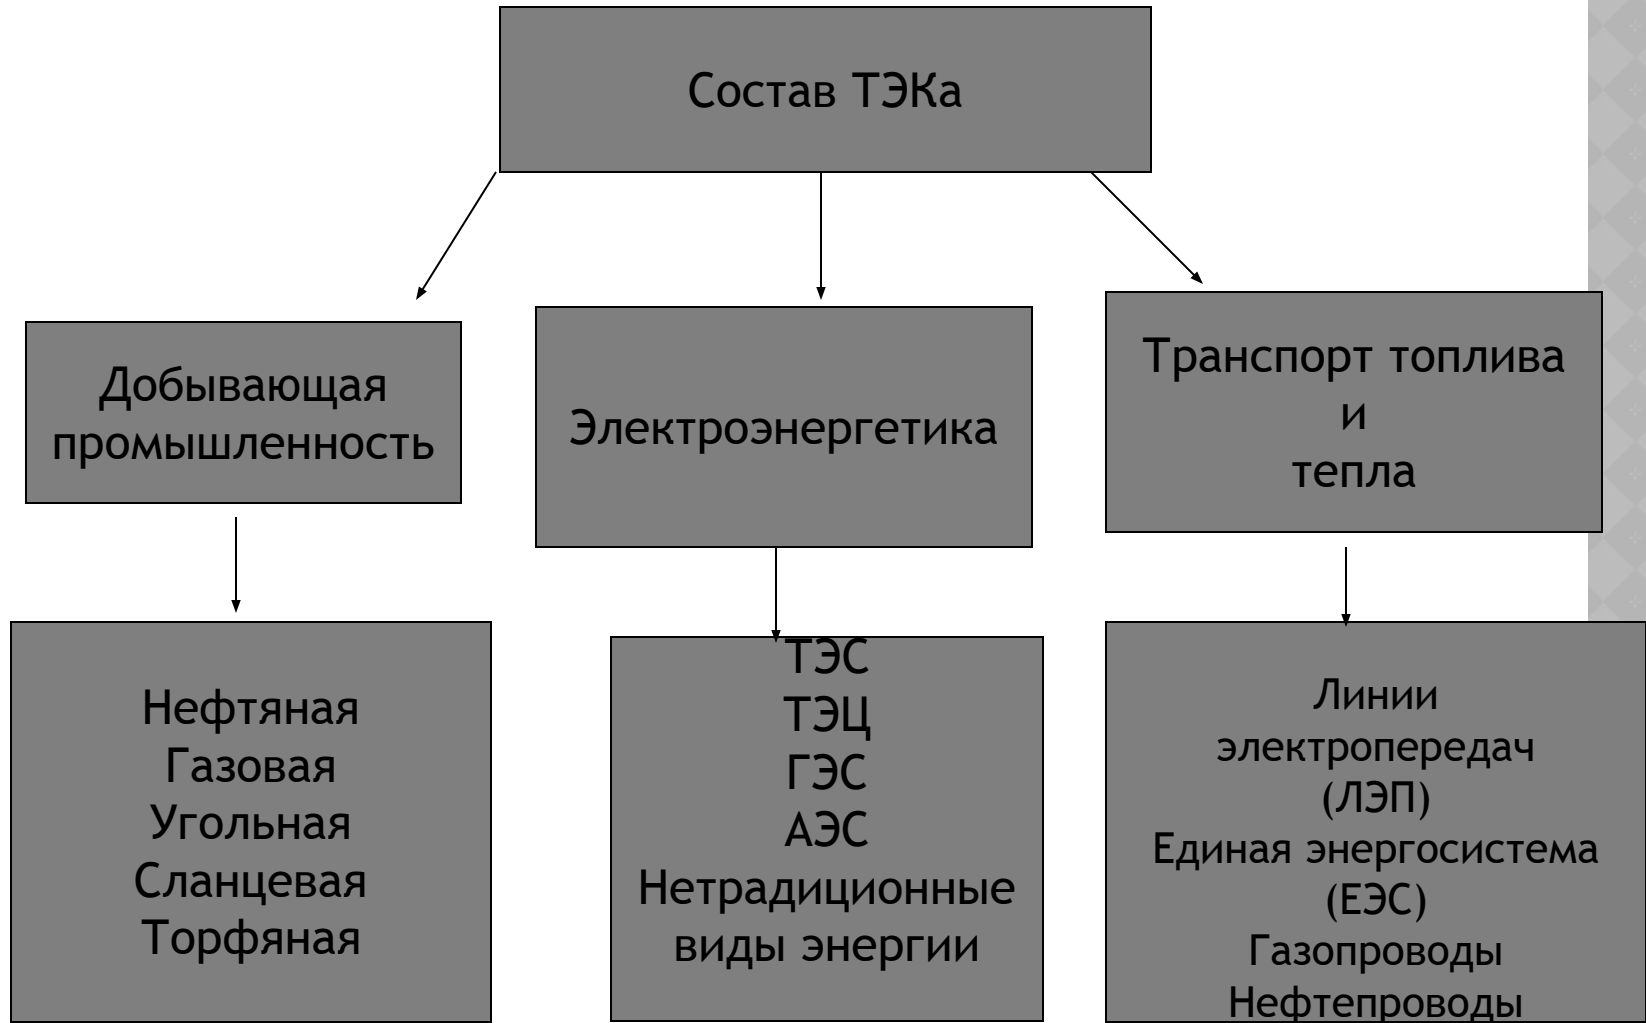 Состав ТЭКа
Добывающая
промышленность
Электроэнергетика
Транспорт топлива
и
тепла
Нефтяная
Газовая
Угольная
Сланцевая
Торфяная
ТЭС
ТЭЦ
ГЭС
АЭС
Нетрадиционные
виды энергии
Линии
электропередач
(ЛЭП)
Единая энергосистема
(ЕЭС)
Газопроводы
Нефтепроводы